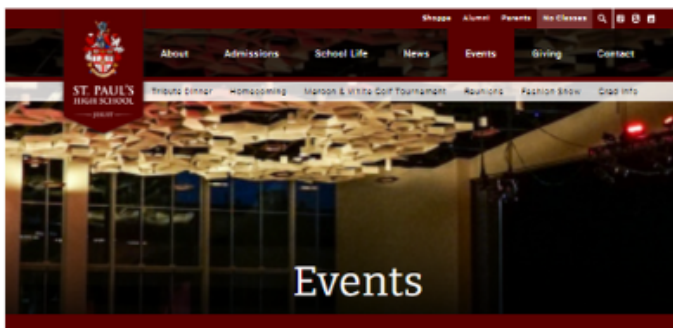 Shoppe Alumni Parents No Classes
About Admissions School Life News Events Giving Contact
ST. PAUL'S
HIGH SCHOOL
Tribute Dinner Homecoming Maroon & White Golf Tournament Reunions Fashion Show Grad Info
Events